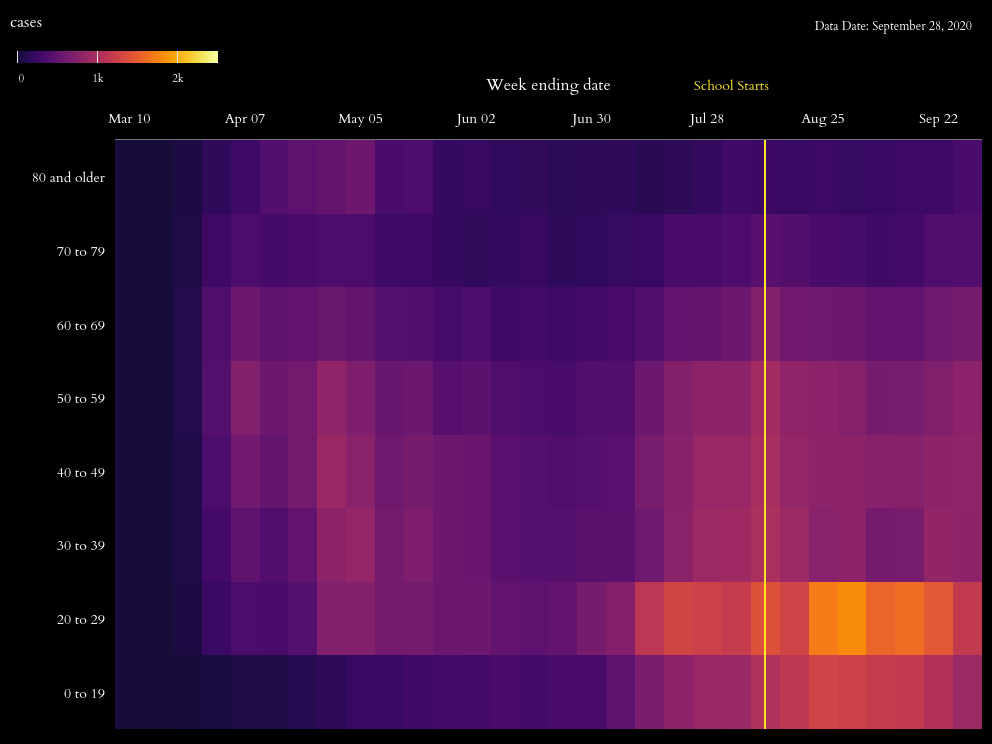 cases
Data Date: September 28, 2020
0 1k 2k
Week ending date
School Starts
Mar 10 Apr 07 May 05 Jun 02 Jun 30 Jul 28 Aug 25 Sep 22
80 and older
70 to 79
60 to 69
50 to 59
40 to 49
30 to 39
20 to 29
0 to 19